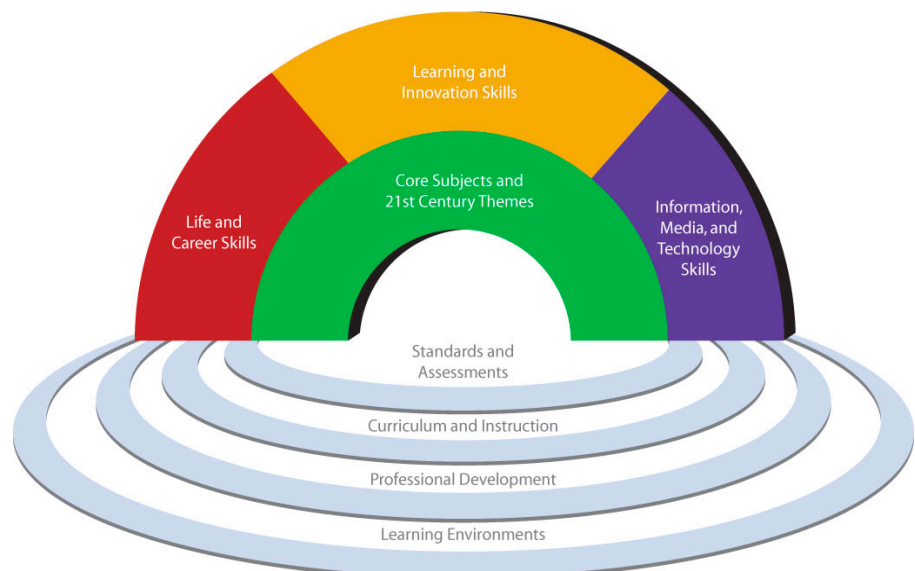 Learning and
Innovation Skills
Core Subjects and
21st Century Themes
Life and
Career Skills
Information,
Media, and
Technology
Skills
Standards and
Assessments
Curriculum and Instruction
Professional Development
Learning Environments